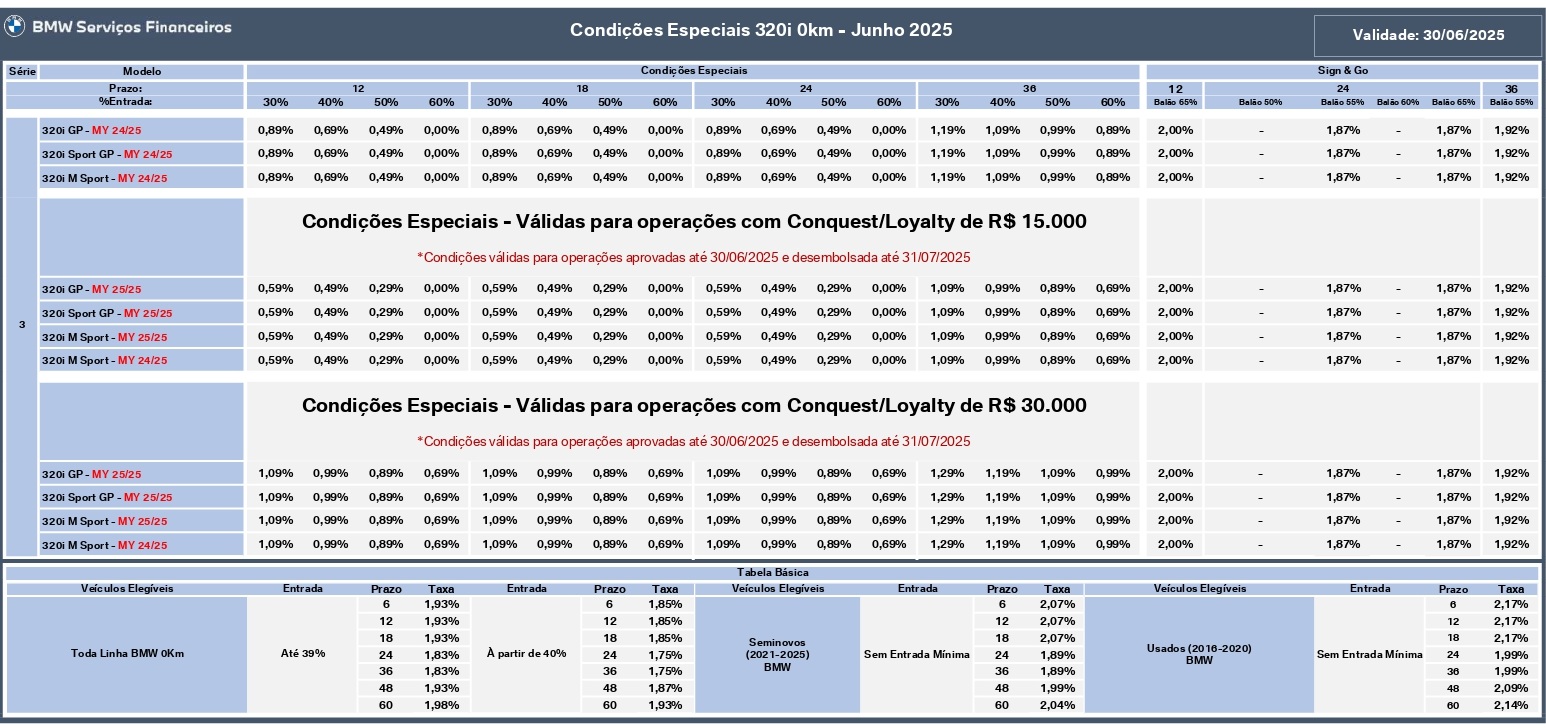 BMW Serviços Financeiros
Condições Especiais 320i 0km - Junho 2025
Validade: 30/06/2025
Série Modelo Condições Especiais Sign & Go
Prazo: 12 18 24 36 12 24 36
%Entrada: 30% 40% 50% 60% 30% 40% 50% 60% 30% 40% 50% 60% 30% 40% 50% 60% Balão 65% Balão 50% Balão 55% Balão 60% Balão 65% Balão 55%
320i GP - MY 24/25 0,89% 0,69% 0,49% 0,00% 0,89% 0,69% 0,49% 0,00% 0,89% 0,69% 0,49% 0,00% 1,19% 1,09% 0,99% 0,89% 2,00% - 1,87% - 1,87% 1,92%
320i Sport GP - MY 24/25 0,89% 0,69% 0,49% 0,00% 0,89% 0,69% 0,49% 0,00% 0,89% 0,69% 0,49% 0,00% 1,19% 1,09% 0,99% 0,89% 2,00% - 1,87% - 1,87% 1,92%
320i M Sport - MY 24/25 0,89% 0,69% 0,49% 0,00% 0,89% 0,69% 0,49% 0,00% 0,89% 0,69% 0,49% 0,00% 1,19% 1,09% 0,99% 0,89% 2,00% - 1,87% - 1,87% 1,92%
Condições Especiais - Válidas para operações com Conquest/Loyalty de R$ 15.000
*Condições válidas para operações aprovadas até 30/06/2025 e desembolsada até 31/07/2025
320i GP - MY 25/25 0,59% 0,49% 0,29% 0,00% 0,59% 0,49% 0,29% 0,00% 0,59% 0,49% 0,29% 0,00% 1,09% 0,99% 0,89% 0,69% 2,00% - 1,87% - 1,87% 1,92%
320i Sport GP - MY 25/25 0,59% 0,49% 0,29% 0,00% 0,59% 0,49% 0,29% 0,00% 0,59% 0,49% 0,29% 0,00% 1,09% 0,99% 0,89% 0,69% 2,00% - 1,87% - 1,87% 1,92%
3
320i M Sport - MY 25/25 0,59% 0,49% 0,29% 0,00% 0,59% 0,49% 0,29% 0,00% 0,59% 0,49% 0,29% 0,00% 1,09% 0,99% 0,89% 0,69% 2,00% - 1,87% - 1,87% 1,92%
320i M Sport - MY 24/25 0,59% 0,49% 0,29% 0,00% 0,59% 0,49% 0,29% 0,00% 0,59% 0,49% 0,29% 0,00% 1,09% 0,99% 0,89% 0,69% 2,00% - 1,87% - 1,87% 1,92%
Condições Especiais - Válidas para operações com Conquest/Loyalty de R$ 30.000
*Condições válidas para operações aprovadas até 30/06/2025 e desembolsada até 31/07/2025
320i GP - MY 25/25 1,09% 0,99% 0,89% 0,69% 1,09% 0,99% 0,89% 0,69% 1,09% 0,99% 0,89% 0,69% 1,29% 1,19% 1,09% 0,99% 2,00% - 1,87% - 1,87% 1,92%
320i Sport GP - MY 25/25 1,09% 0,99% 0,89% 0,69% 1,09% 0,99% 0,89% 0,69% 1,09% 0,99% 0,89% 0,69% 1,29% 1,19% 1,09% 0,99% 2,00% - 1,87% - 1,87% 1,92%
320i M Sport - MY 25/25 1,09% 0,99% 0,89% 0,69% 1,09% 0,99% 0,89% 0,69% 1,09% 0,99% 0,89% 0,69% 1,29% 1,19% 1,09% 0,99% 2,00% - 1,87% - 1,87% 1,92%
320i M Sport - MY 24/25 1,09% 0,99% 0,89% 0,69% 1,09% 0,99% 0,89% 0,69% 1,09% 0,99% 0,89% 0,69% 1,29% 1,19% 1,09% 0,99% 2,00% - 1,87% - 1,87% 1,92%
Tabela Básica
Veículos Elegíveis Entrada Prazo Taxa Entrada Prazo Taxa Veículos Elegíveis Entrada Prazo Taxa Veículos Elegíveis Entrada Prazo Taxa
6 1,93% 6 1,85% 6 2,07% 6 2,17%
12 1,93% 12 1,85% 12 2,07% 12 2,17%
18 1,93% 18 1,85% Seminovos 18 2,07% 18 2,17%
Toda Linha BMW 0Km Até 39% 24 1,83% À partir de 40% 24 1,75% (2021-2025) Sem Entrada Mínima 24 1,89% Usados (2016-2020) Sem Entrada Mínima 24 1,99%
36 1,83% 36 1,75% BMW 36 1,89% BMW 36 1,99%
48 1,93% 48 1,87% 48 1,99% 48 2,09%
60 1,98% 60 1,93% 60 2,04% 60 2,14%